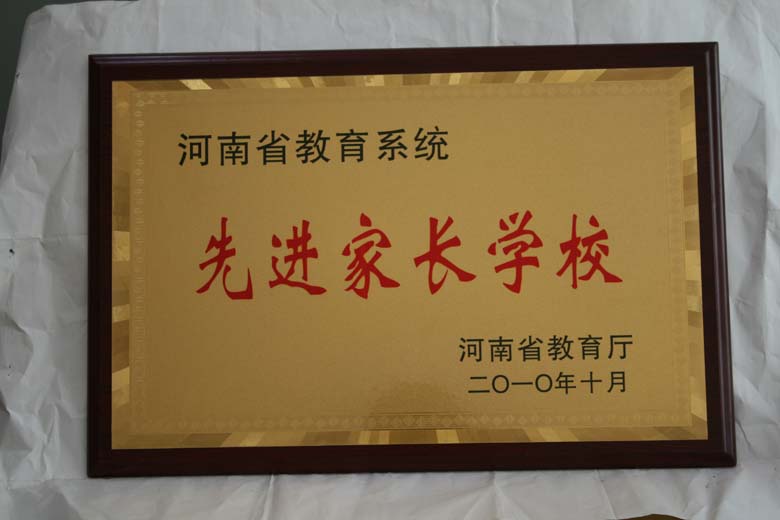 河南省教育系统
先进家长学校
河南省教育厅
二〇一〇年十月